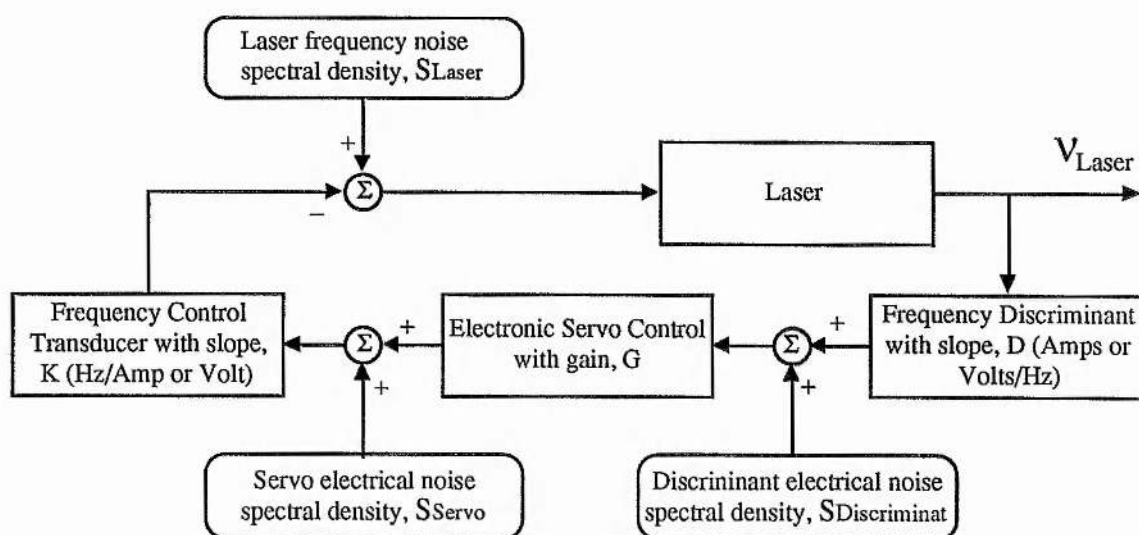 Laser frequency noise
spectral density, SLaser
+
Σ
−
Laser
νLaser
Frequency Control
Transducer with slope,
K (Hz/Amp or Volt)
+
Σ
+
Electronic Servo Control
with gain, G
Σ
+
+
Frequency Discriminant
with slope, D (Amps or
Volts/Hz)
Servo electrical noise
spectral density, SServo
Discrininant electrical noise
spectral density, SDiscriminat